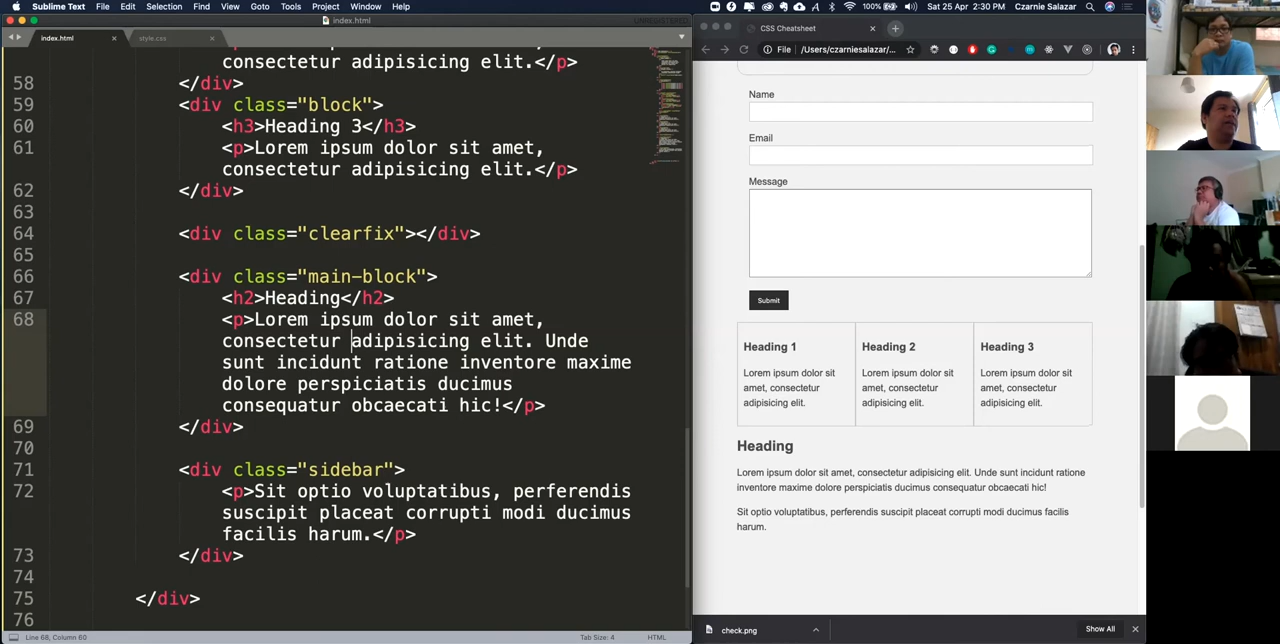 Sublime Text File Edit Selection Find View Goto Tools Project Window Help
100% Sat 25 Apr 2:30 PM Czarnie Salazar
index.html
UNREGISTERED
index.html × style.css ×
consectetur adipisicing elit.</p>
58 </div>
59 <div class="block">
60 <h3>Heading 3</h3>
61 <p>Lorem ipsum dolor sit amet,
consectetur adipisicing elit.</p>
62 </div>
63
64 <div class="clearfix"></div>
65
66 <div class="main-block">
67 <h2>Heading</h2>
68 <p>Lorem ipsum dolor sit amet,
consectetur adipisicing elit. Unde
sunt incidunt ratione inventore maxime
dolore perspiciatis ducimus
consequatur obcaecati hic!</p>
69 </div>
70
71 <div class="sidebar">
72 <p>Sit optio voluptatibus, perferendis
suscipit placeat corrupti modi ducimus
facilis harum.</p>
73 </div>
74
75 </div>
76
Line 68, Column 60
Tab Size: 4
HTML
CSS Cheatsheet
File /Users/czarniesalazar/
Name
Email
Message
Submit
Heading 1
Lorem ipsum dolor sit
amet, consectetur
adipisicing elit.
Heading 2
Lorem ipsum dolor sit
amet, consectetur
adipisicing elit.
Heading 3
Lorem ipsum dolor sit
amet, consectetur
adipisicing elit.
Heading
Lorem ipsum dolor sit amet, consectetur adipisicing elit. Unde sunt incidunt ratione
inventore maxime dolore perspiciatis ducimus consequatur obcaecati hic!
Sit optio voluptatibus, perferendis suscipit placeat corrupti modi ducimus facilis
harum.
check.png
Show All